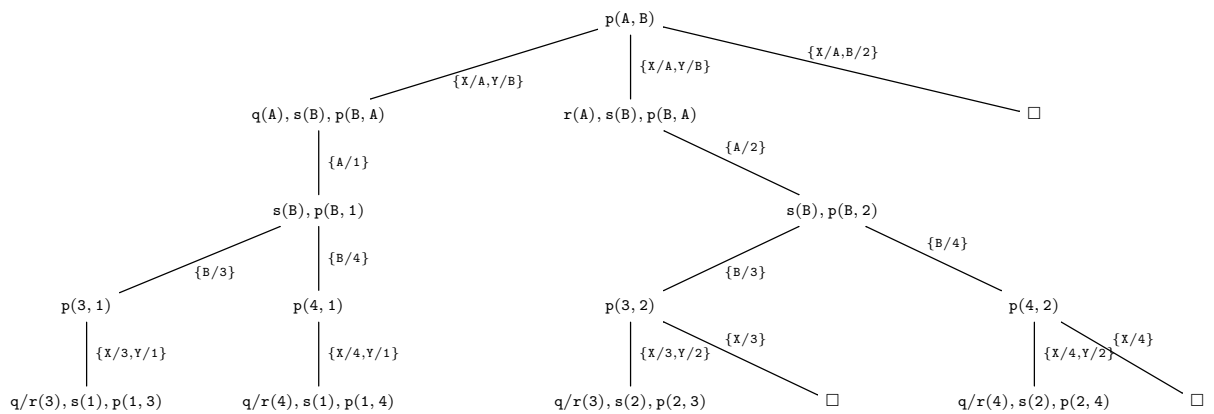 p(A, B)
{X/A,Y/B} {X/A,Y/B} {X/A,B/2}
q(A), s(B), p(B, A) r(A), s(B), p(B, A) □
{A/1} {A/2}
s(B), p(B, 1) s(B), p(B, 2)
{B/3} {B/4} {B/3} {B/4}
p(3, 1) p(4, 1) p(3, 2) p(4, 2)
{X/3,Y/1} {X/4,Y/1} {X/3,Y/2} {X/3} {X/4,Y/2} {X/4}
q/r(3), s(1), p(1, 3) q/r(4), s(1), p(1, 4) q/r(3), s(2), p(2, 3) □ q/r(4), s(2), p(2, 4) □